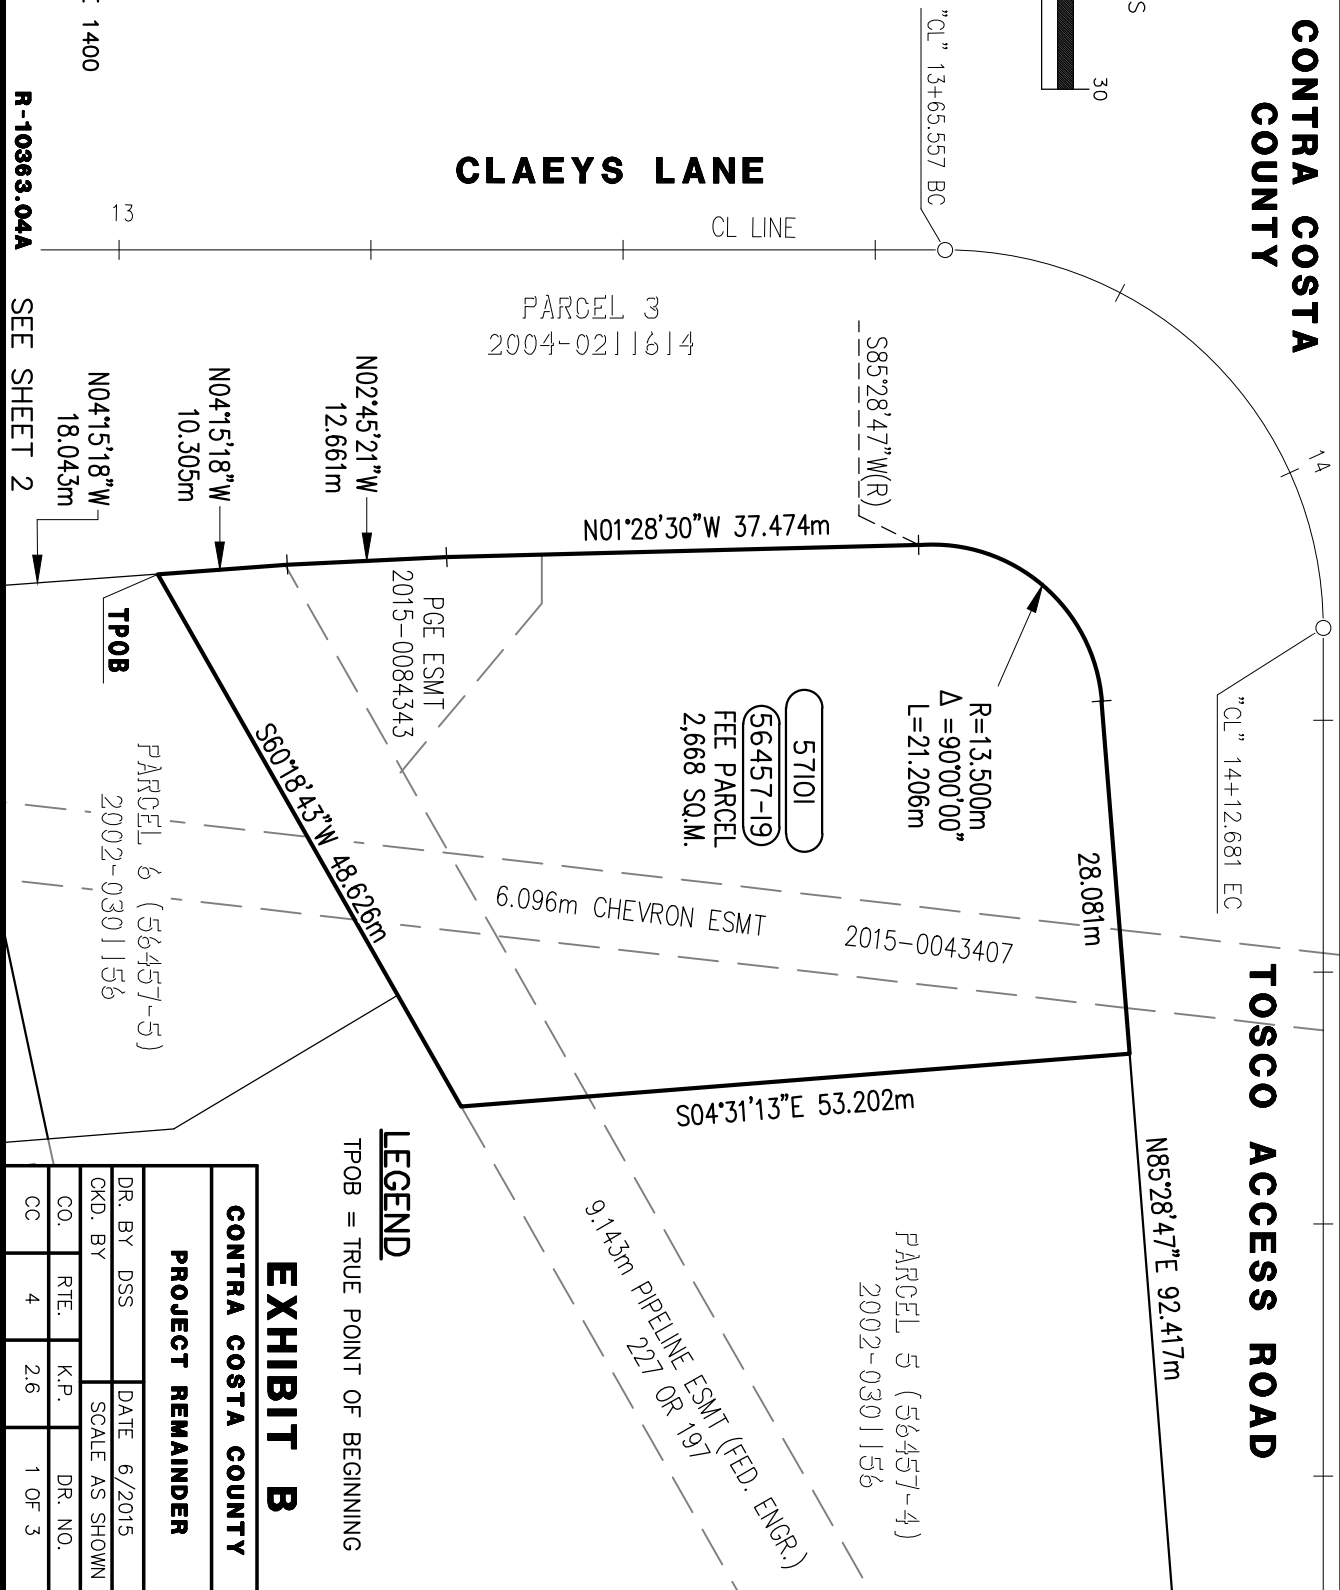 CONTRA COSTA
COUNTY
S
30
"CL" 13+65.557 BC
CLAEYS LANE
CL LINE
13
14
1400
R-10363.04A
SEE SHEET 2
PARCEL 3
2004-0211614
S85°28'47"W(R)
N02°45'21"W
12.661m
N04°15'18"W
10.305m
N04°15'18"W
18.043m
N01°28'30"W 37.474m
TPOB
PGE ESMT
2015-0084343
R=13.500m
Δ =90°00'00"
L=21.206m
"CL" 14+12.681 EC
57101
56457-19
FEE PARCEL
2,668 SQ.M.
28.081m
S60°18'43"W 48.626m
6.096m CHEVRON ESMT
2015-0043407
PARCEL 6 (56457-5)
2002-0301156
TOSCO ACCESS ROAD
S04°31'13"E 53.202m
N85°28'47"E 92.417m
PARCEL 5 (56457-4)
2002-0301156
9.143m PIPELINE ESMT (FED. ENGR.)
227 OR 197
LEGEND
TPOB = TRUE POINT OF BEGINNING
EXHIBIT B
CONTRA COSTA COUNTY
PROJECT REMAINDER
DR. BY DSS DATE 6/2015
CKD. BY SCALE AS SHOWN
CO. RTE. K.P. DR. NO.
CC 4 2.6 1 OF 3